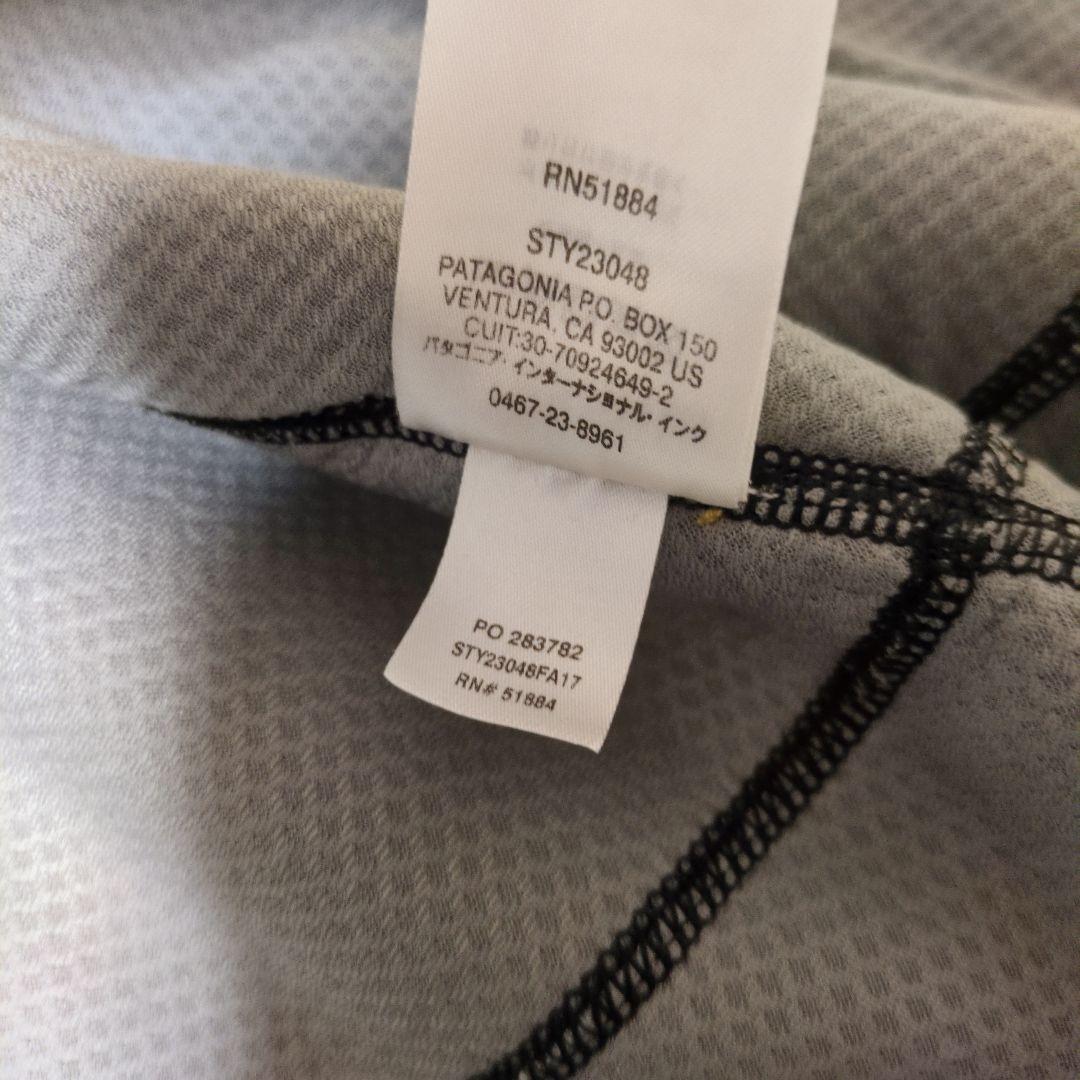 RN51884
STY23048
PATAGONIA P.O. BOX 150
VENTURA, CA 93002 US
CUIT:30-70924649-2
パタゴニア・インターナショナル・インク
0467-23-8961
PO 283782
STY23048FA17
RN# 51884